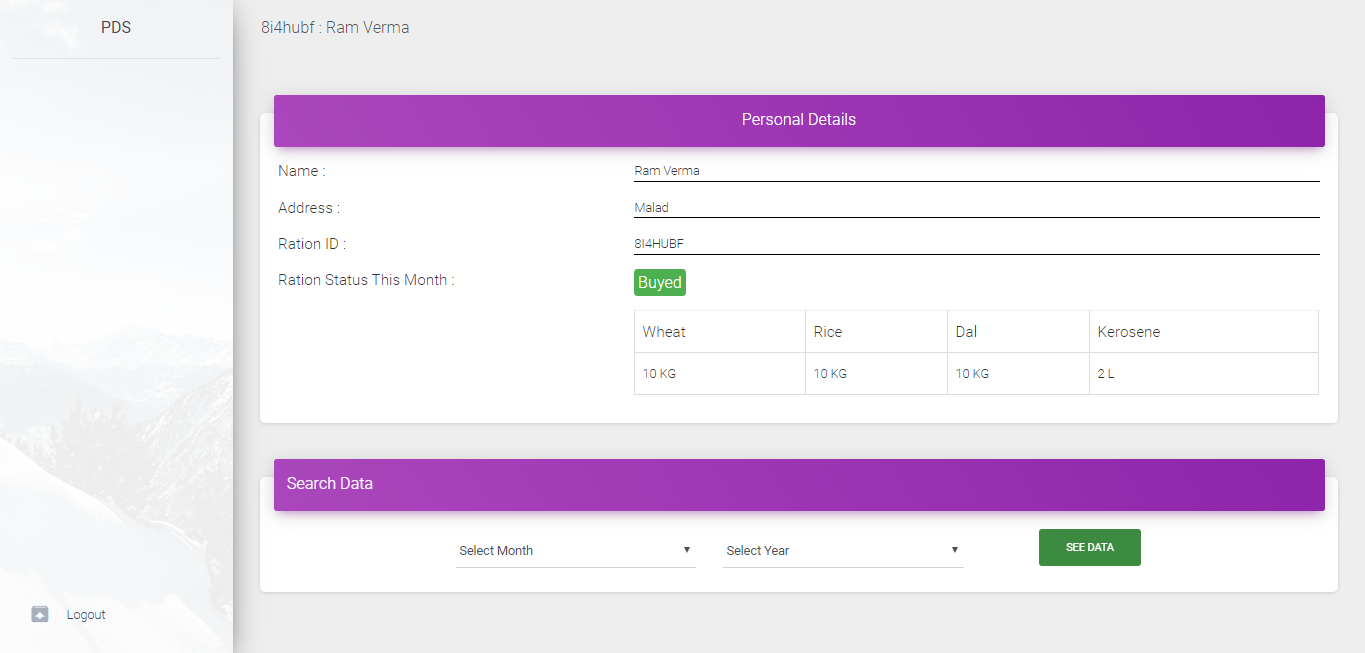 PDS
8i4hubf : Ram Verma
Personal Details
Name :
Ram Verma
Address :
Malad
Ration ID :
8I4HUBF
Ration Status This Month :
Buyed
Wheat Rice Dal Kerosene
10 KG 10 KG 10 KG 2 L
Search Data
Select Month Select Year SEE DATA
Logout